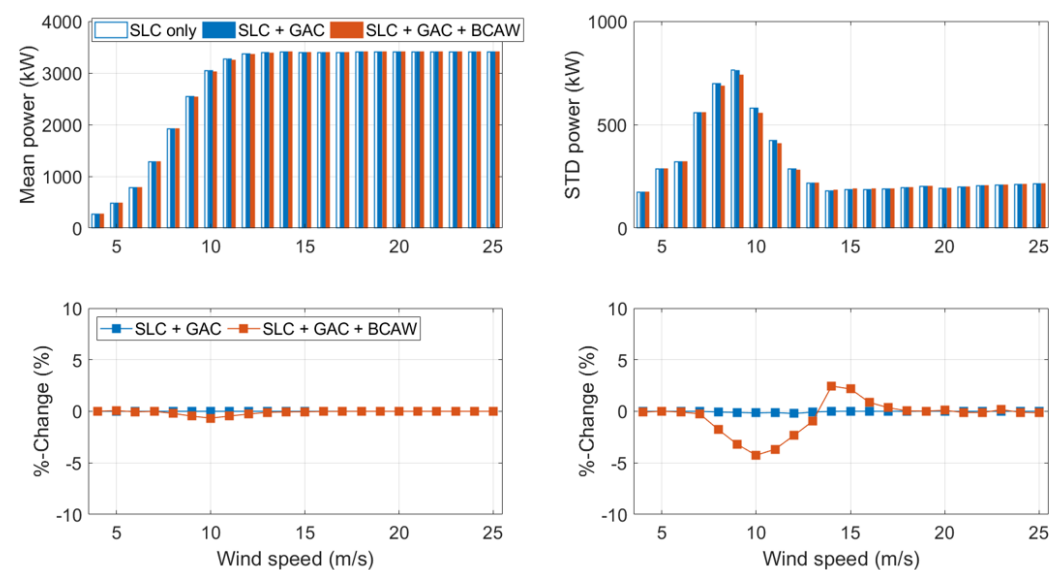 Mean power (kW)
4000
3000
2000
1000
0
SLC only
SLC + GAC
SLC + GAC + BCAW
5 10 15 20 25
STD power (kW)
1000
500
0
5 10 15 20 25
%-Change (%)
10
5
0
-5
-10
SLC + GAC
SLC + GAC + BCAW
5 10 15 20 25
Wind speed (m/s)
%-Change (%)
10
5
0
-5
-10
5 10 15 20 25
Wind speed (m/s)